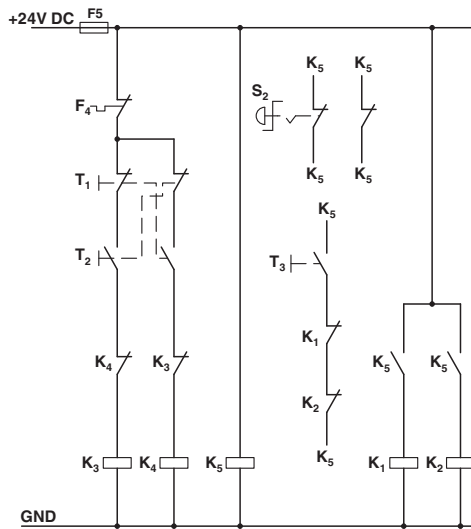 F5
+24V DC
K5 K5
S2
F4
K5 K5
T1
K5
T2 T3
K1
K4 K3 K5 K5
K2
K5
K3 K4 K5 K1 K2
GND